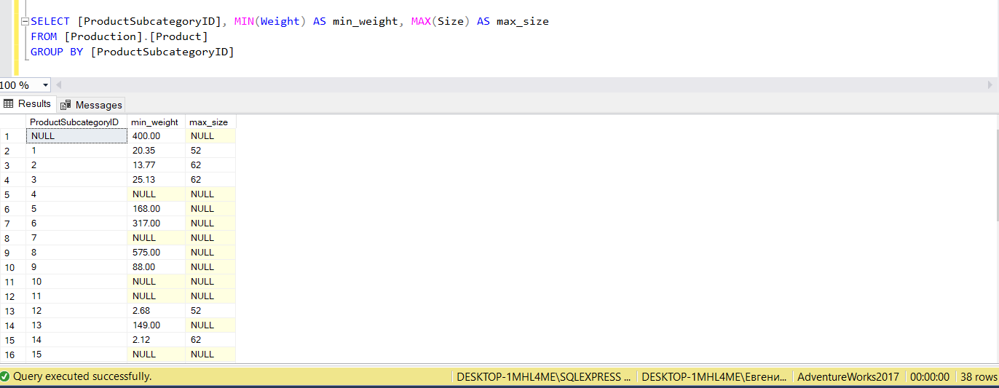 SELECT [ProductSubcategoryID], MIN(Weight) AS min_weight, MAX(Size) AS max_size
FROM [Production].[Product]
GROUP BY [ProductSubcategoryID]
100 %
Results Messages
ProductSubcategoryID min_weight max_size
1 NULL 400.00 NULL
2 1 20.35 52
3 2 13.77 62
4 3 25.13 62
5 4 NULL NULL
6 5 168.00 NULL
7 6 317.00 NULL
8 7 NULL NULL
9 8 575.00 NULL
10 9 88.00 NULL
11 10 NULL NULL
12 11 NULL NULL
13 12 2.68 52
14 13 149.00 NULL
15 14 2.12 62
16 15 NULL NULL
Query executed successfully. DESKTOP-1MHL4ME\SQLEXPRESS ... DESKTOP-1MHL4ME\Евгени... AdventureWorks2017 00:00:00 38 rows